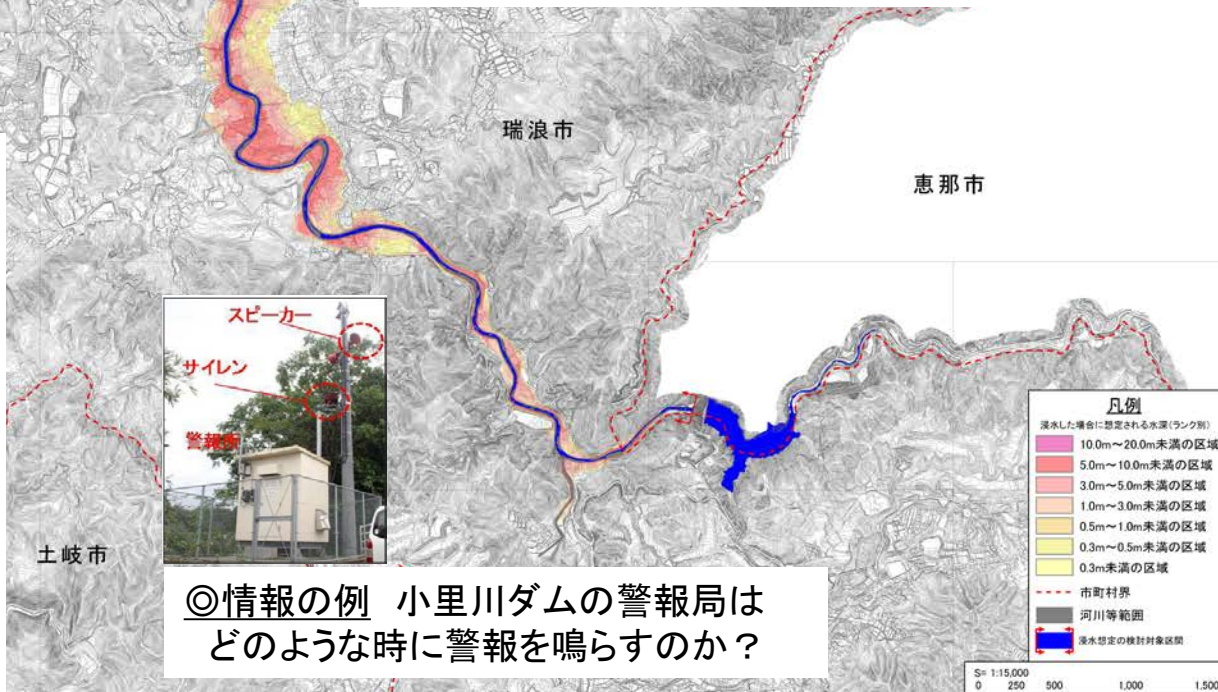 瑞浪市
恵那市
スピーカー
サイレン
警報所
土岐市
◎情報の例 小里川ダムの警報局は
どのような時に警報を鳴らすのか？
凡例
浸水した場合に想定される水深(ランク別)
10.0m～20.0m未満の区域
5.0m～10.0m未満の区域
3.0m～5.0m未満の区域
1.0m～3.0m未満の区域
0.5m～1.0m未満の区域
0.3m～0.5m未満の区域
0.3m未満の区域
市町村界
河川等範囲
浸水想定の検討対象区間
S= 1:15,000
0 250 500 1,000 1,500